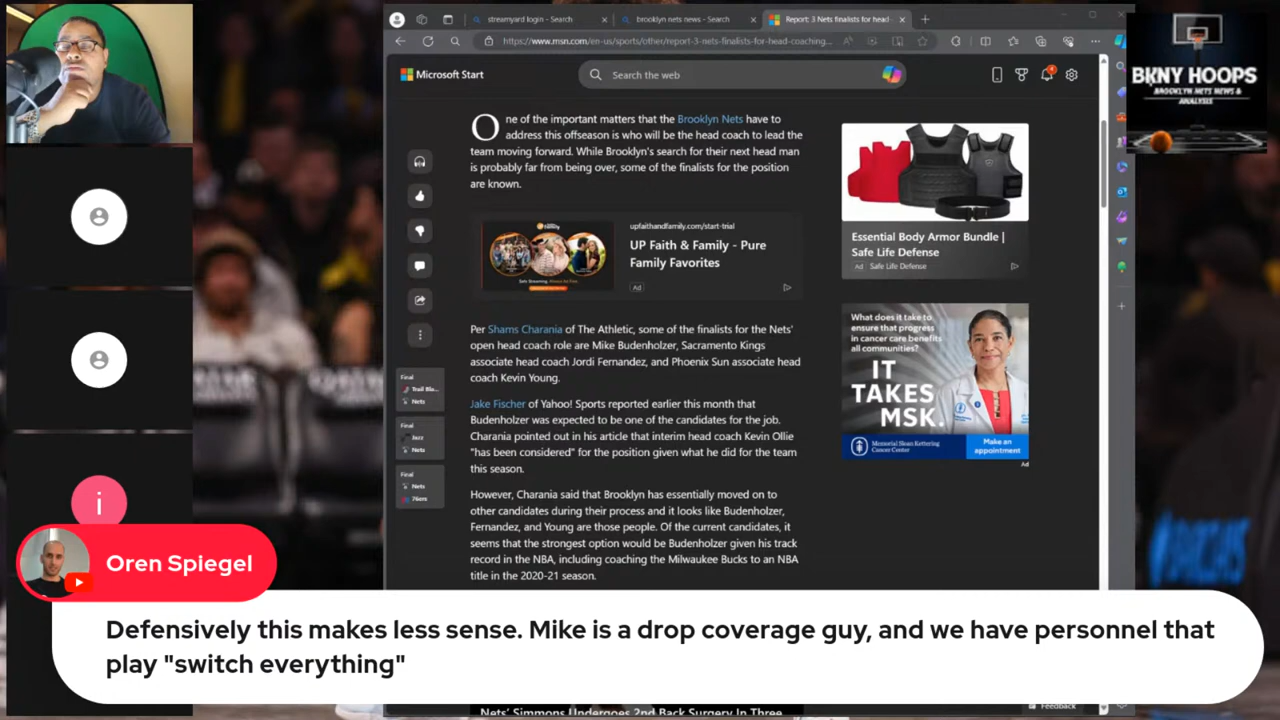 streamyard login - Search
brooklyn nets news - Search
Report: 3 Nets finalists for head
https://www.msn.com/en-us/sports/other/report-3-nets-finalists-for-head-coaching...
BKNY HOOPS
BROOKLYN NETS NEWS &
ANALYSIS
Microsoft Start
Search the web
One of the important matters that the Brooklyn Nets have to
address this offseason is who will be the head coach to lead the
team moving forward. While Brooklyn's search for their next head man
is probably far from being over, some of the finalists for the position
are known.
upfaithandfamily.com/start-trial
UP Faith & Family - Pure
Family Favorites
Ad
Essential Body Armor Bundle |
Safe Life Defense
Ad Safe Life Defense
What does it take to
ensure that progress
in cancer care benefits
all communities?
IT
TAKES
MSK.
Memorial Sloan Kettering
Cancer Center
Make an
appointment
Ad
Per Shams Charania of The Athletic, some of the finalists for the Nets'
open head coach role are Mike Budenholzer, Sacramento Kings
associate head coach Jordi Fernandez, and Phoenix Sun associate head
coach Kevin Young.
Final
Trail Bla...
Nets
Final
Jazz
Nets
Final
Nets
76ers
Jake Fischer of Yahoo! Sports reported earlier this month that
Budenholzer was expected to be one of the candidates for the job.
Charania pointed out in his article that interim head coach Kevin Ollie
"has been considered" for the position given what he did for the team
this season.
However, Charania said that Brooklyn has essentially moved on to
other candidates during their process and it looks like Budenholzer,
Fernandez, and Young are those people. Of the current candidates, it
seems that the strongest option would be Budenholzer given his track
record in the NBA, including coaching the Milwaukee Bucks to an NBA
title in the 2020-21 season.
i
Oren Spiegel
Defensively this makes less sense. Mike is a drop coverage guy, and we have personnel that
play "switch everything"
Nets' Simmons Undergoes 2nd Back Surgery In Three
Feedback